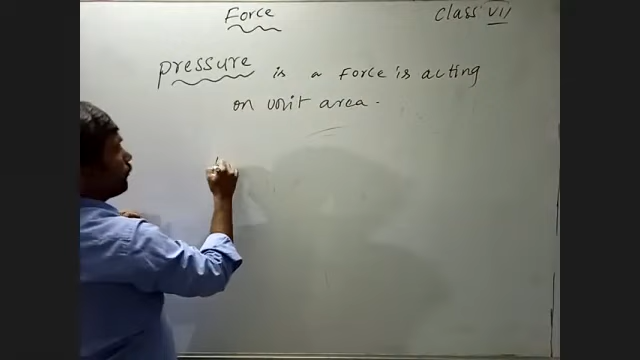 Force
Class VII
pressure is a force is acting
on unit area.